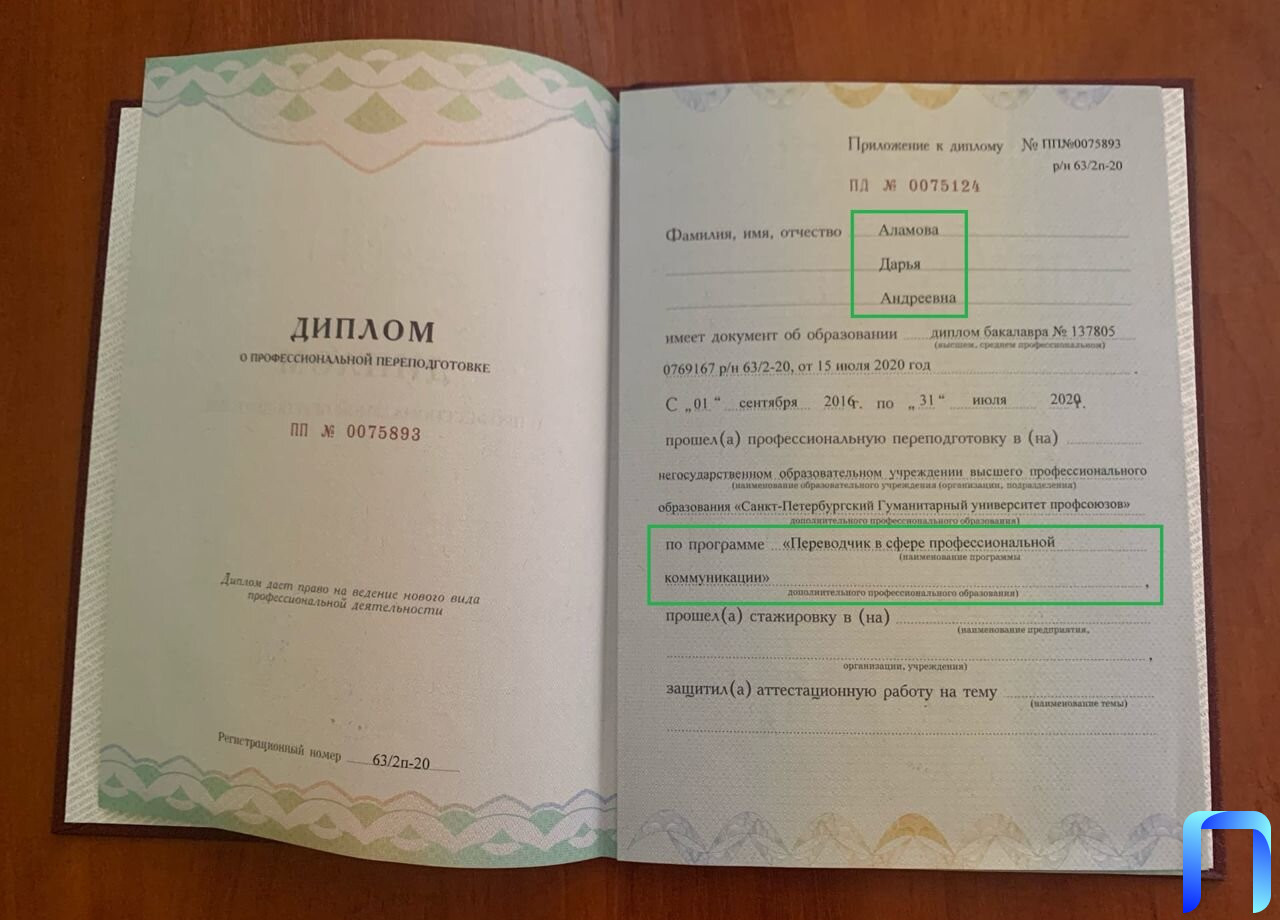 ДИПЛОМ
О ПРОФЕССИОНАЛЬНОЙ ПЕРЕПОДГОТОВКЕ
ПП № 0075893
Диплом дает право на ведение нового вида
профессиональной деятельности
Регистрационный номер 63/2п-20
Приложение к диплому № ПП№0075893
р/н 63/2п-20
ПД № 0075124
Фамилия, имя, отчество Аламова
Дарья
Андреевна
имеет документ об образовании диплом бакалавра № 137805
(высшем, среднем профессиональном)
0769167 р/н 63/2-20, от 15 июля 2020 год
С „01“ сентября 2016г. по „31“ июля 2020г.
прошел(а) профессиональную переподготовку в (на)
негосударственном образовательном учреждении высшего профессионального
(наименование образовательного учреждения (организации, подразделения)
образования «Санкт-Петербургский Гуманитарный университет профсоюзов»
дополнительного профессионального образования)
по программе «Переводчик в сфере профессиональной
(наименование программы
коммуникации» ,
дополнительного профессионального образования)
прошел(а) стажировку в (на)
(наименование предприятия,
,
организации, учреждения)
защитил(а) аттестационную работу на тему
(наименование темы)